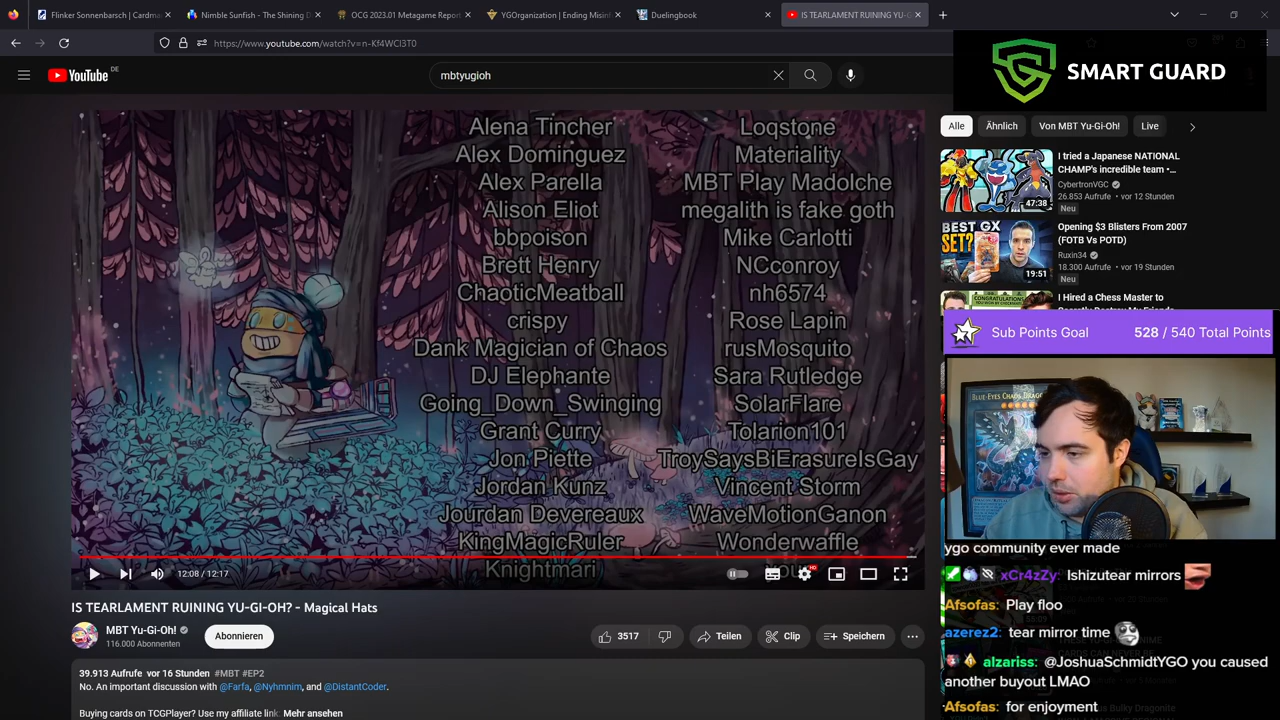 Flinker Sonnenbarsch | Cardma
Nimble Sunfish - The Shining D
OCG 2023.01 Metagame Report
YGOrganization | Ending Misinf
Duelingbook
IS TEARLAMENT RUINING YU-G
https://www.youtube.com/watch?v=n-Kf4WCI3T0
YouTube DE
mbtyugioh
SMART GUARD
Alle
Ähnlich
Von MBT Yu-Gi-Oh!
Live
Alena Tincher
Alex Dominguez
Alex Parella
Alison Eliot
bbpoison
Brett Henry
ChaoticMeatball
crispy
Dank Magician of Chaos
DJ Elephante
Going_Down_Swinging
Grant Curry
Jon Piette
Jordan Kunz
Jourdan Devereaux
KingMagicRuler
Knightmari
Loqstone
Materiality
MBT Play Madolche
megalith is fake goth
Mike Carlotti
NCconroy
nh6574
Rose Lapin
rusMosquito
Sara Rutledge
SolarFlare
Tolarion101
TroySaysBiErasureIsGay
Vincent Storm
WaveMotionGanon
Wonderwaffle
You
12:08 / 12:17
HD
IS TEARLAMENT RUINING YU-GI-OH? - Magical Hats
MBT Yu-Gi-Oh!
116.000 Abonnenten
Abonnieren
3517
Teilen
Clip
Speichern
39.913 Aufrufe vor 16 Stunden #MBT #EP2
No. An important discussion with @Farfa, @Nyhmnim, and @DistantCoder.
Buying cards on TCGPlayer? Use my affiliate link Mehr ansehen
I tried a Japanese NATIONAL
CHAMP's incredible team -...
CybertronVGC
26.853 Aufrufe • vor 12 Stunden
Neu
47:38
BEST GX
SET?
19:51
Opening $3 Blisters From 2007
(FOTB Vs POTD)
Ruxin34
18.300 Aufrufe • vor 19 Stunden
Neu
CONGRATULATIONS
I Hired a Chess Master to
Sub Points Goal
528 / 540 Total Points
BLUE-EYES CHAOS DRAG
ygo community ever made
xCr4zZy: Ishizutear mirrors
Afsofas: Play floo
azerez2: tear mirror time
alzariss: @JoshuaSchmidtYGO you caused
another buyout LMAO
Afsofas: for enjoyment